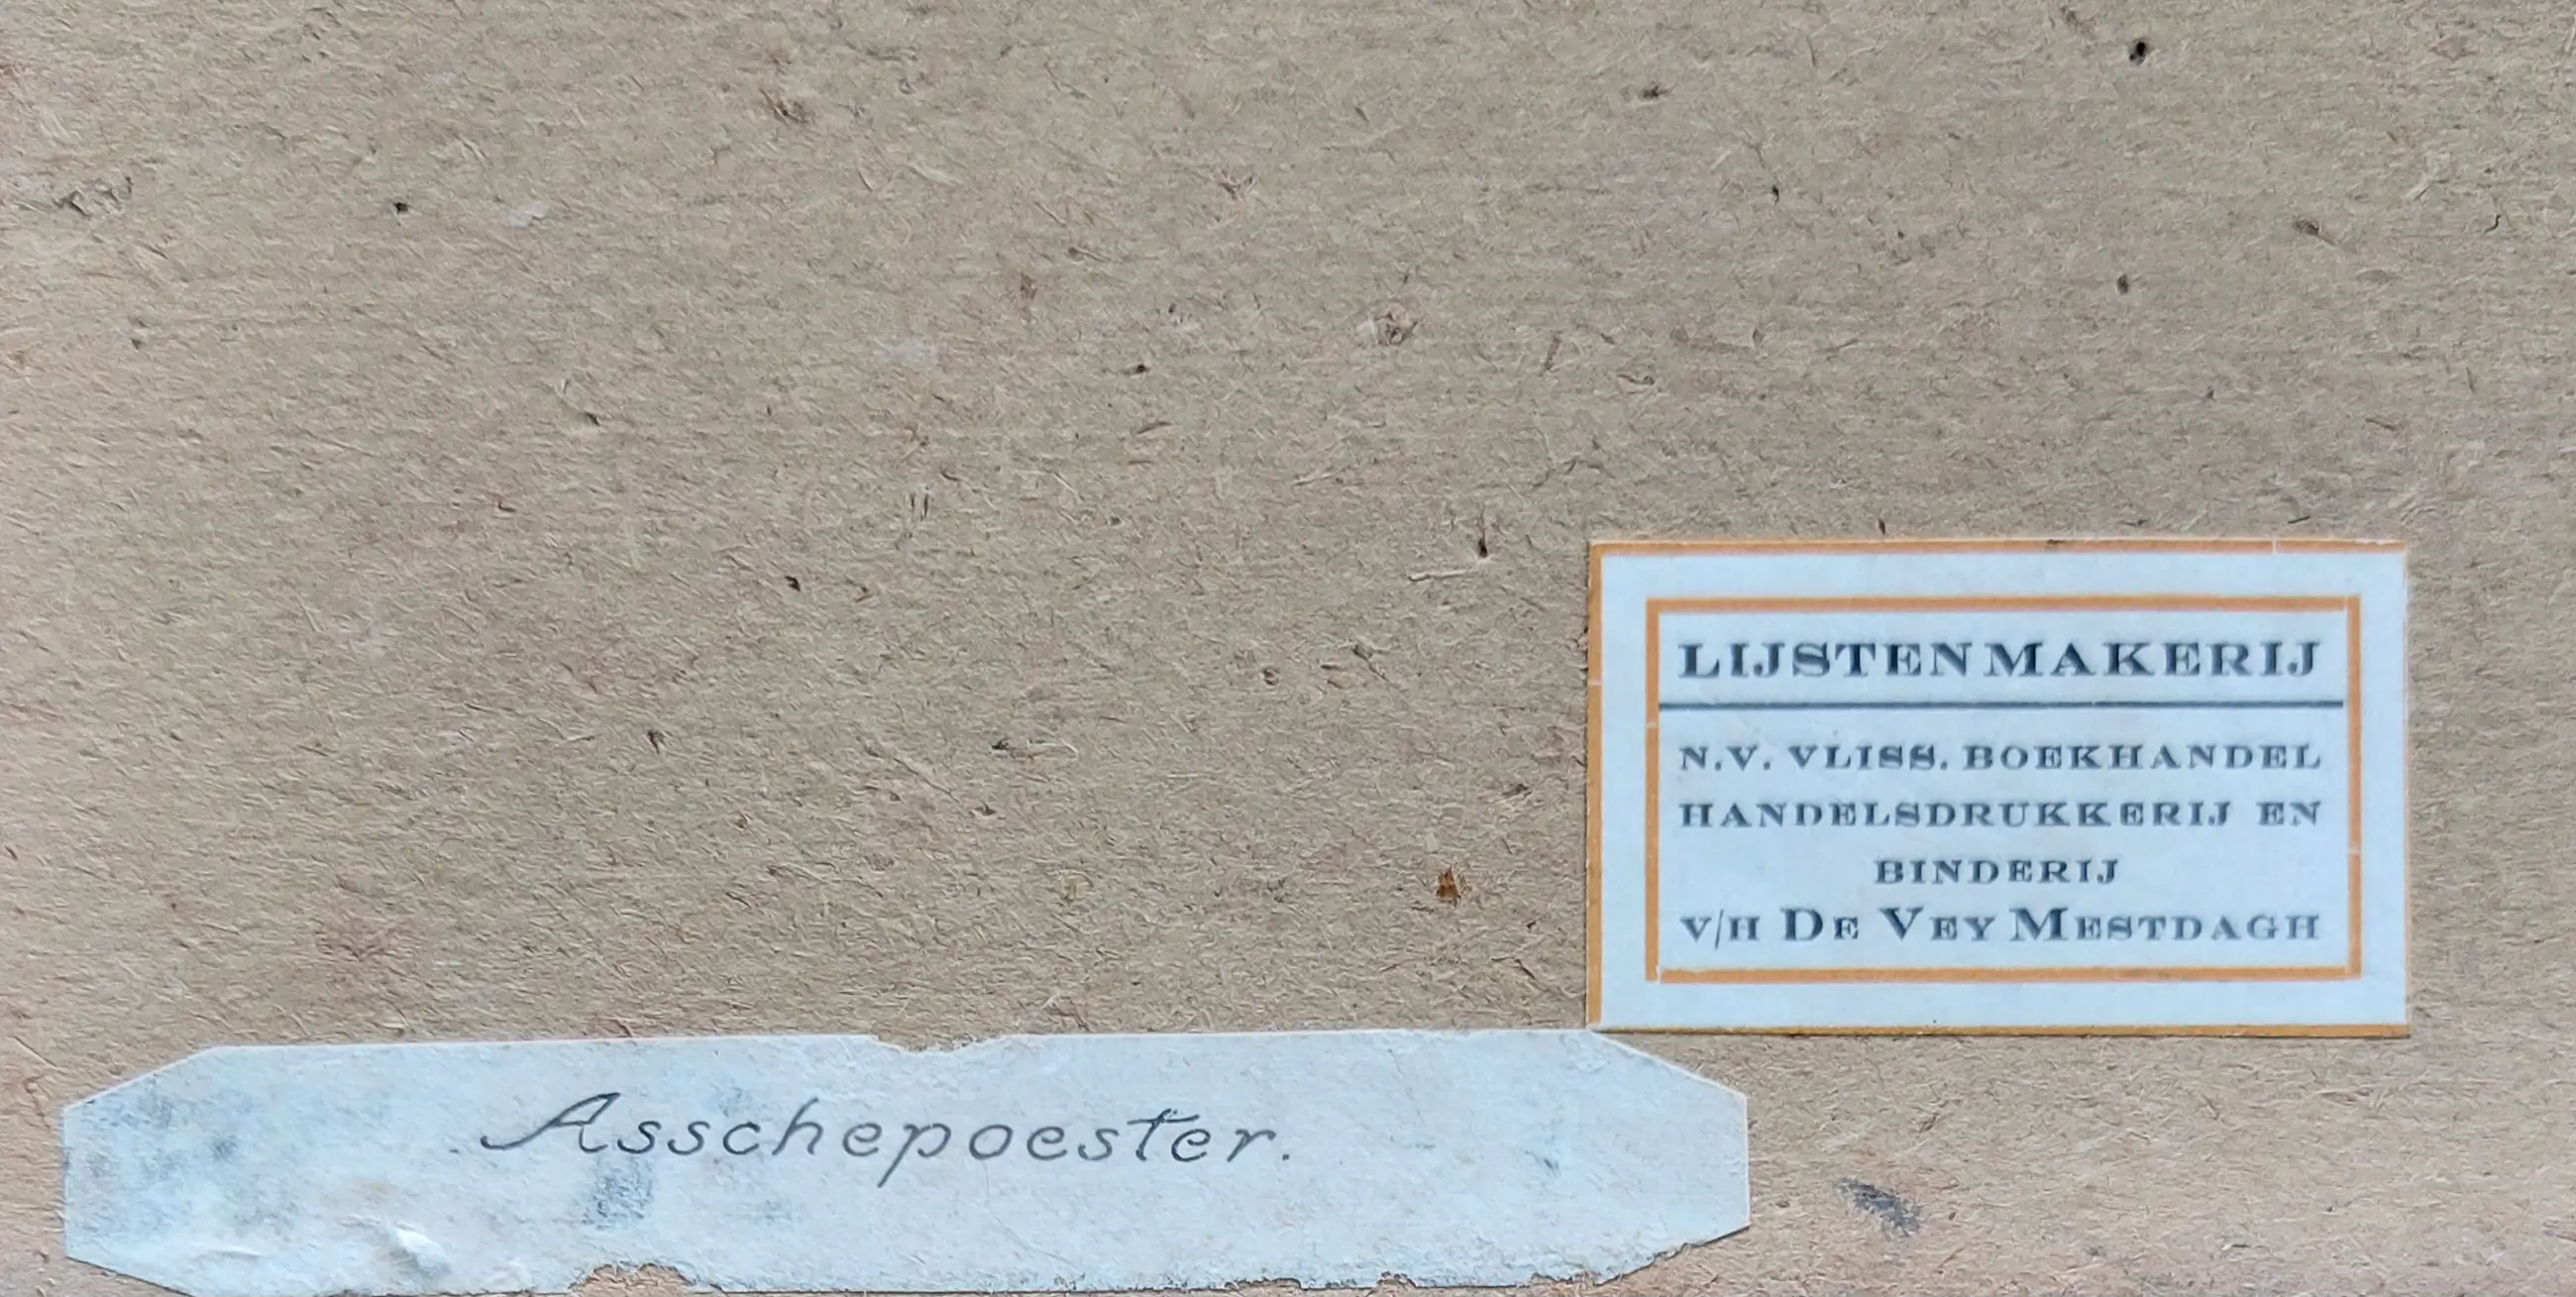 LIJSTENMAKERIJ
N.V. VLISS. BOEKHANDEL
HANDELSDRUKKERIJ EN
BINDERIJ
V/H DE VEY MESTDAGH
Asschepoester.